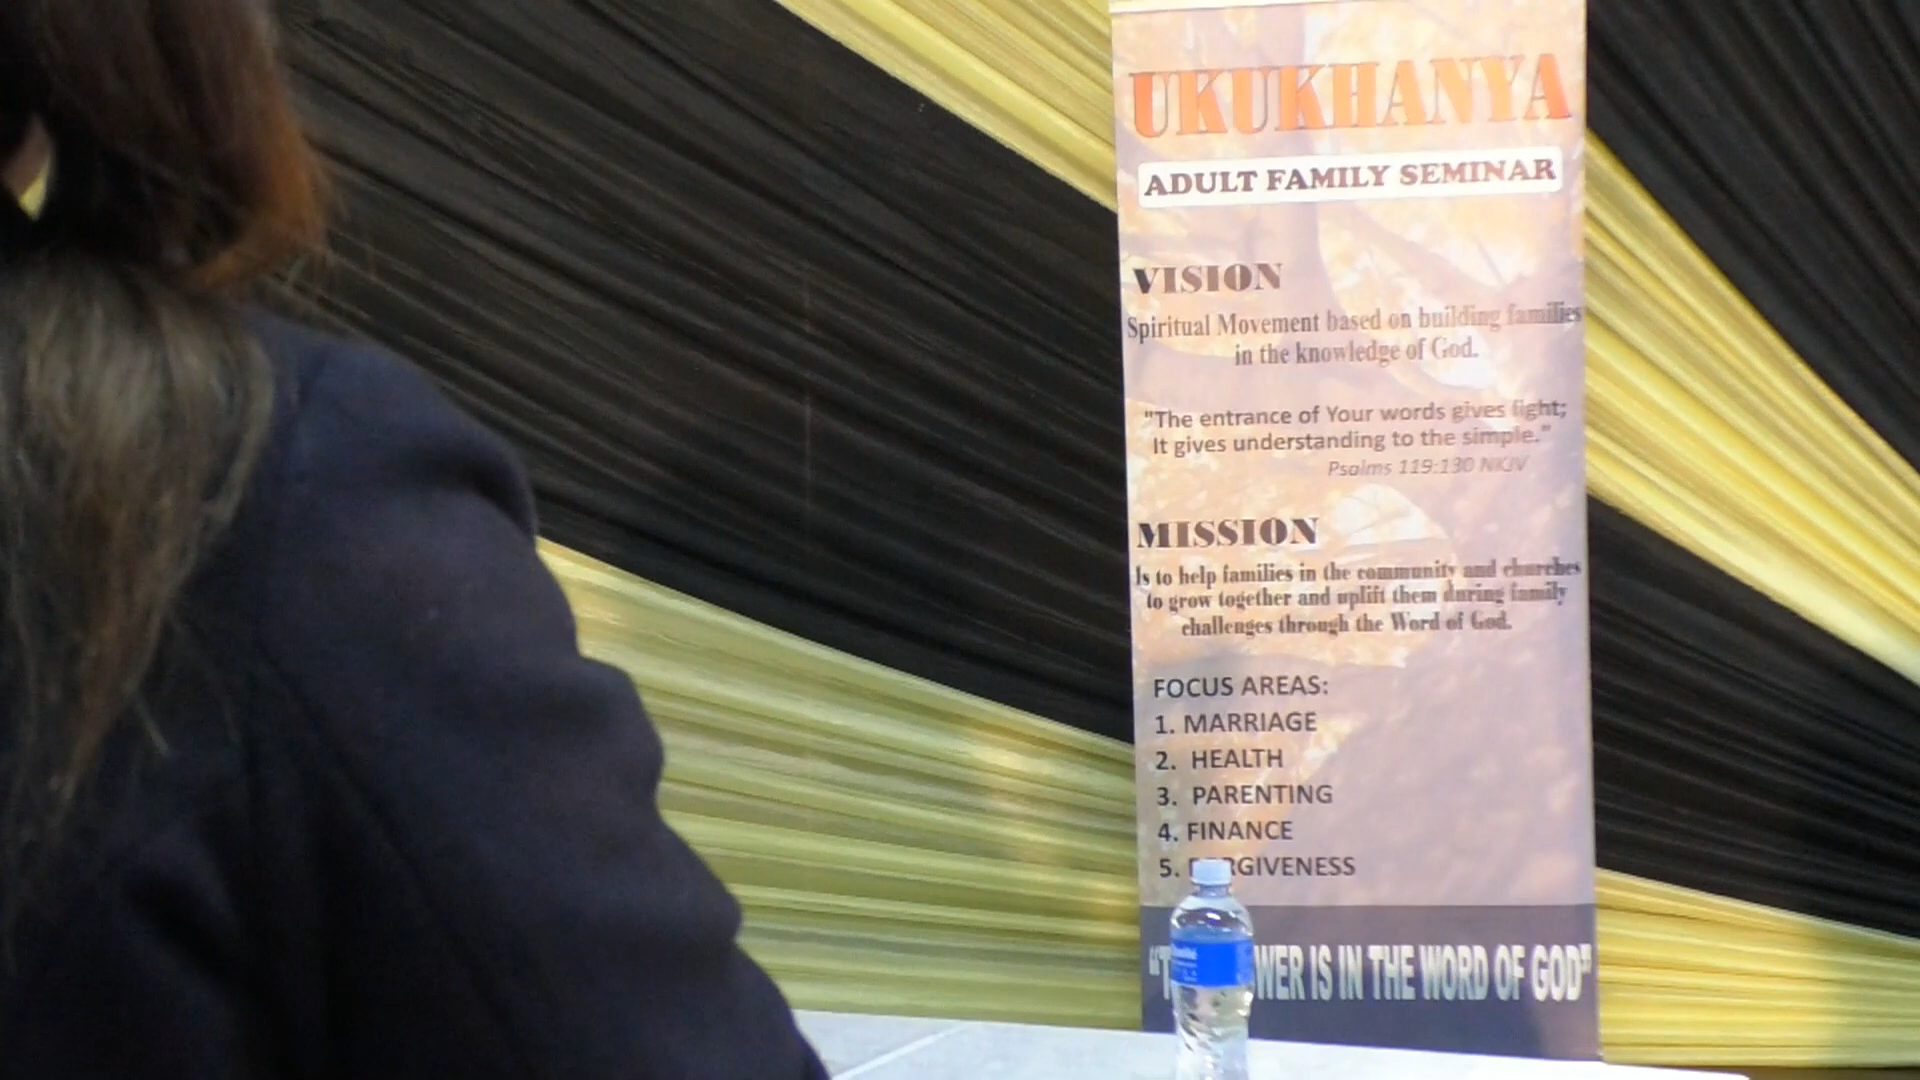 UKUKHANYA
ADULT FAMILY SEMINAR
VISION
Spiritual Movement based on building families
in the knowledge of God.
"The entrance of Your words gives light;
It gives understanding to the simple."
Psalms 119:130 NKJV
MISSION
Is to help families in the community and churches
to grow together and uplift them during family
challenges through the Word of God.
FOCUS AREAS:
1. MARRIAGE
2. HEALTH
3. PARENTING
4. FINANCE
5. F RGIVENESS
"T WER IS IN THE WORD OF GOD"